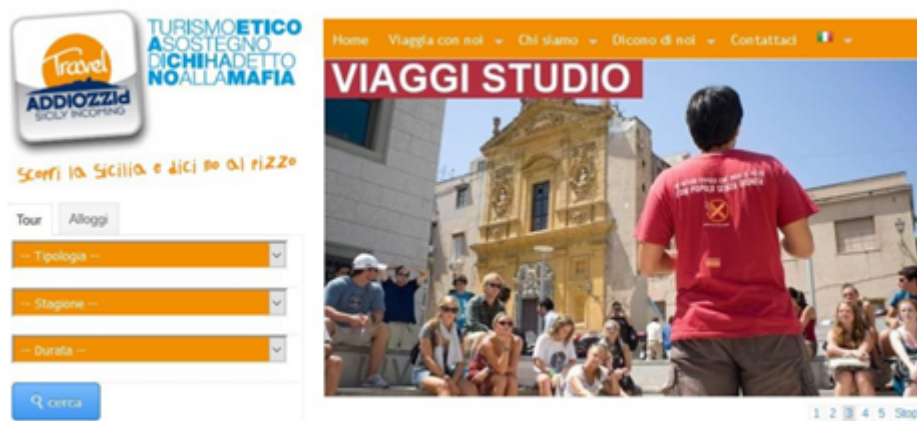 Travel
ADDIOZZId
SICILY INCOMING
TURISMOETICO
ASOSTEGNO
DICHIHADETTO
NOALLAMAFIA
Scopri la Sicilia e dici no al pizzo
Tour Alloggi
-- Tipologia --
-- Stagione --
-- Durata --
cerca
Home Viaggia con noi Chi siamo Dicono di noi Contattaci
VIAGGI STUDIO
1 2 3 4 5 Stop